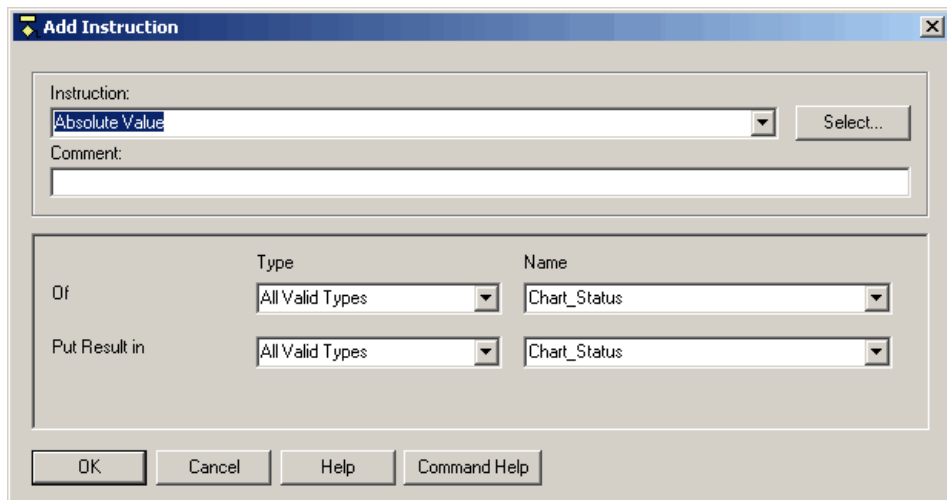 Add Instruction
Instruction:
Absolute Value
Select...
Comment:
Type Name
Of All Valid Types Chart_Status
Put Result in All Valid Types Chart_Status
OK Cancel Help Command Help